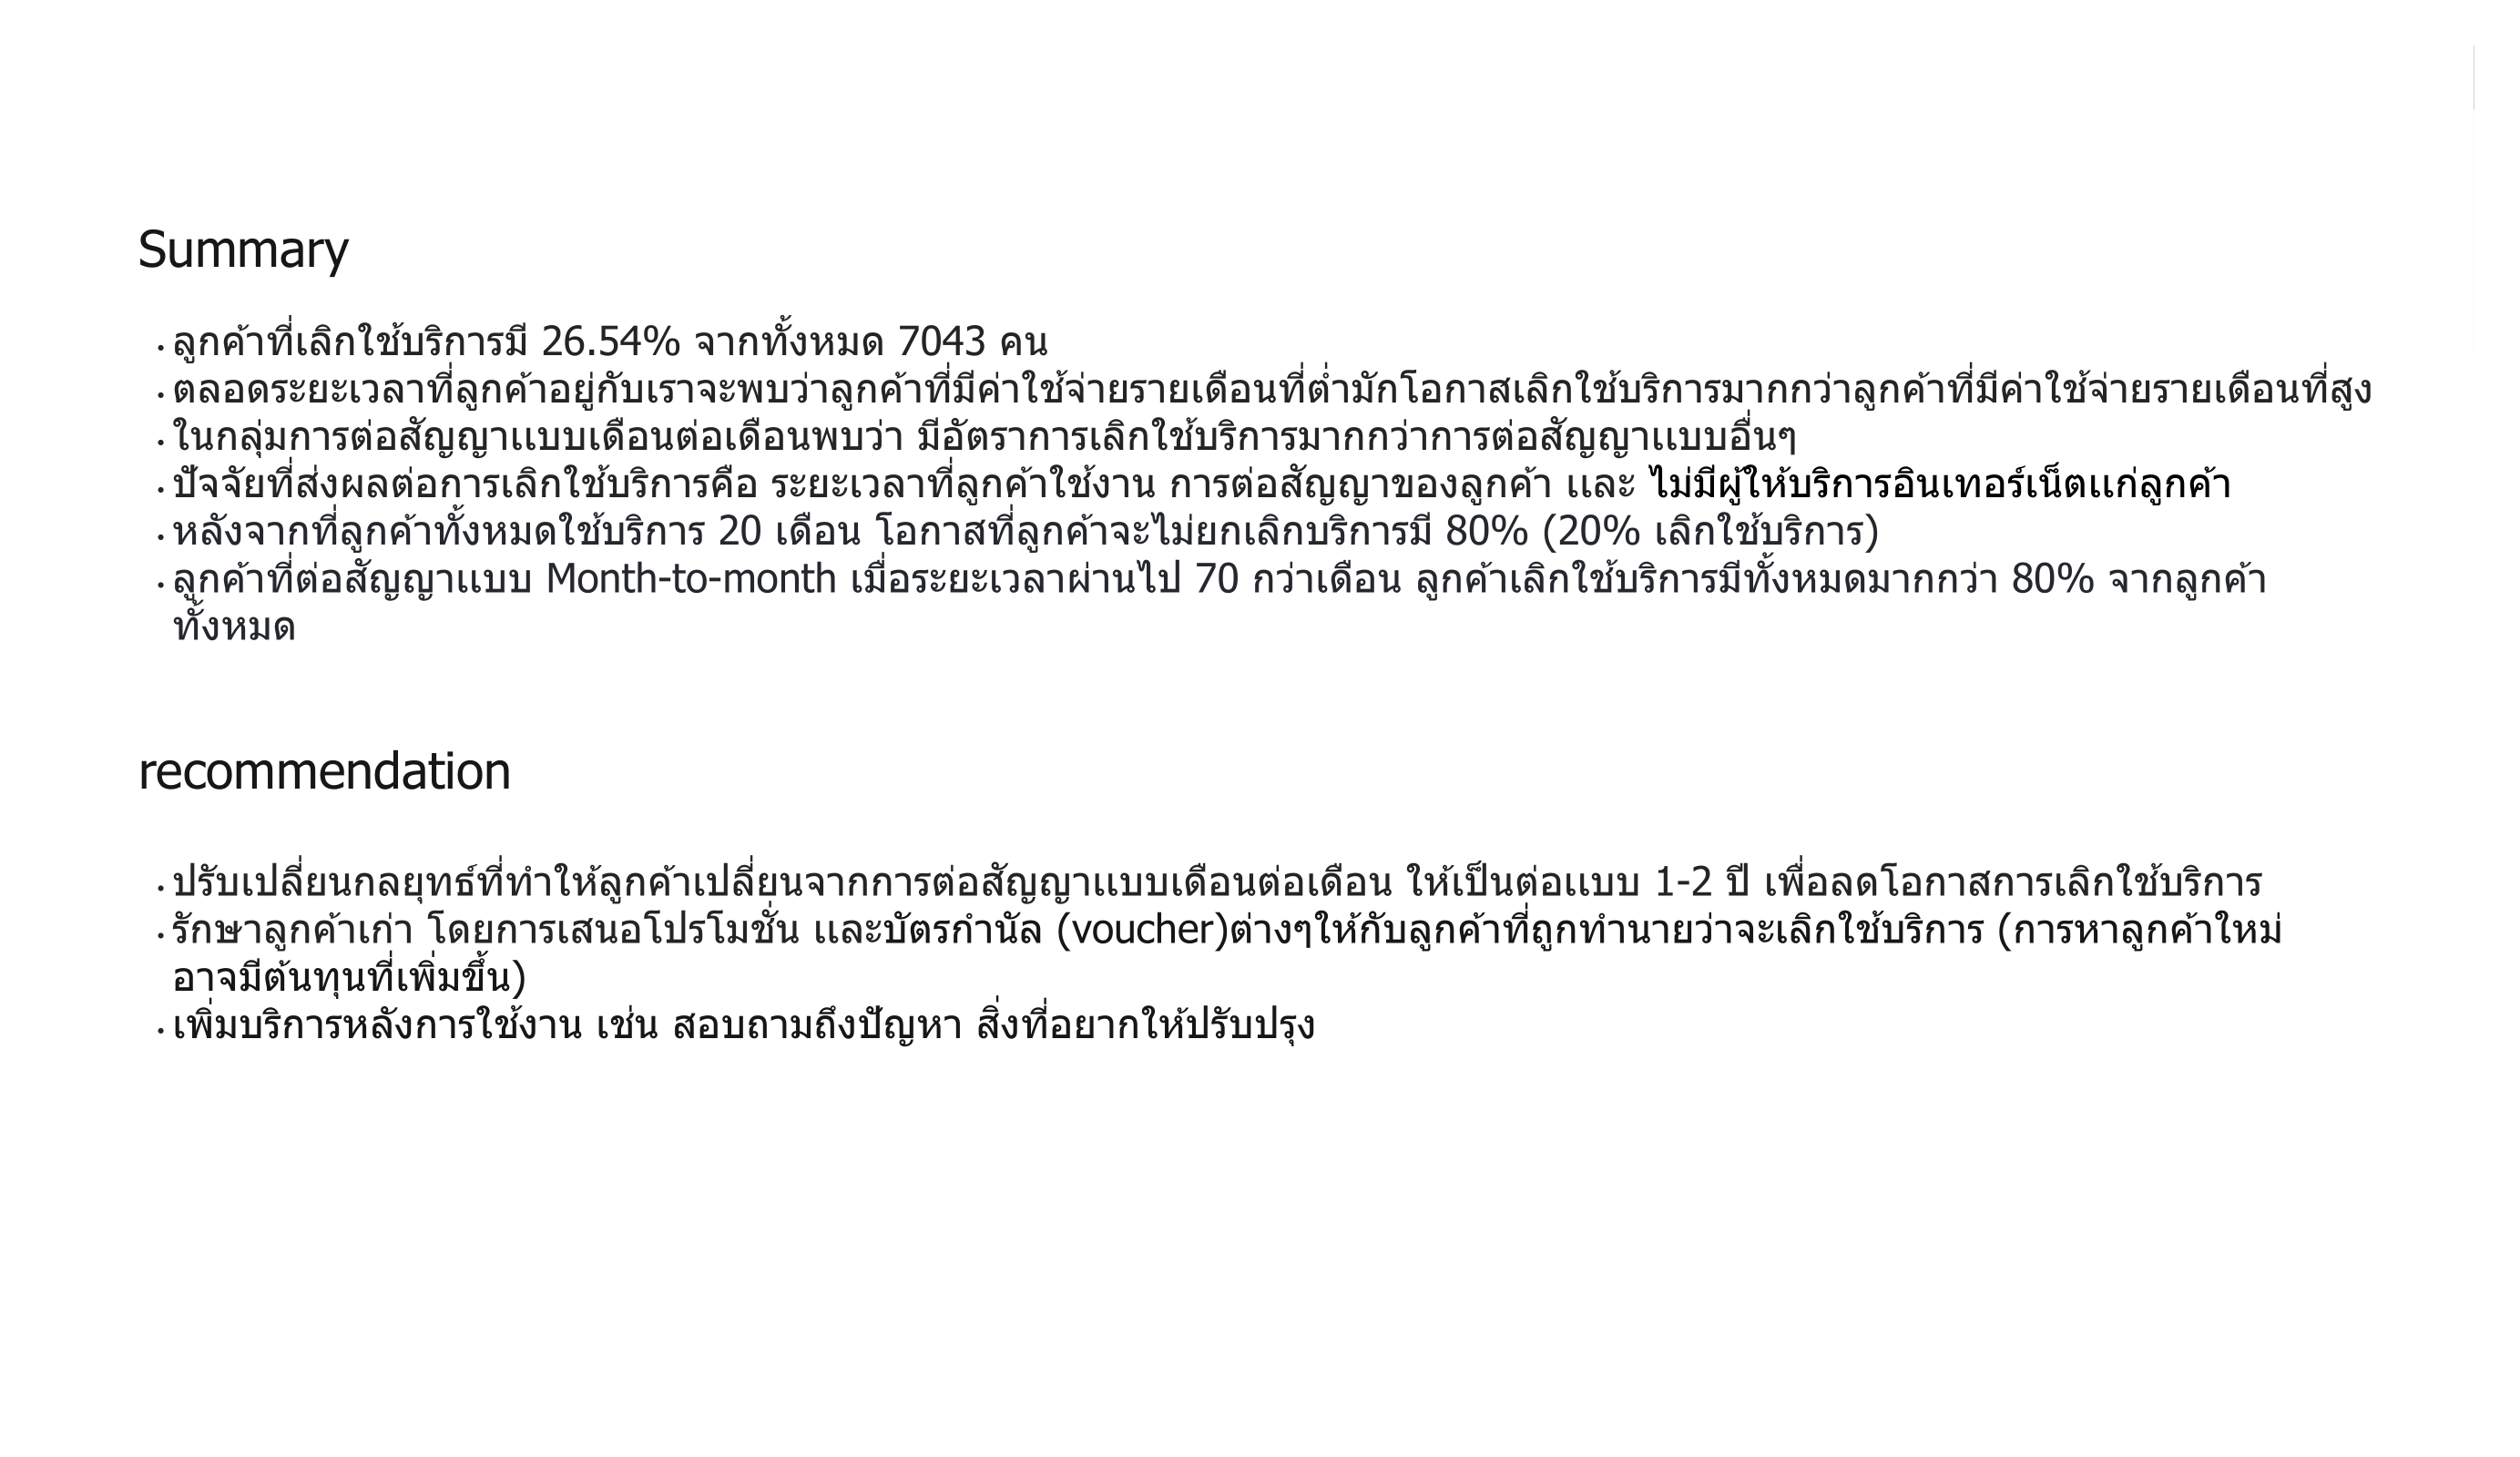 Summary
• ลูกค้าที่เลิกใช้บริการมี 26.54% จากทั้งหมด 7043 คน
• ตลอดระยะเวลาที่ลูกค้าอยู่กับเราจะพบว่าลูกค้าที่มีค่าใช้จ่ายรายเดือนที่ต่ำมักโอกาสเลิกใช้บริการมากกว่าลูกค้าที่มีค่าใช้จ่ายรายเดือนที่สูง
• ในกลุ่มการต่อสัญญาแบบเดือนต่อเดือนพบว่า มีอัตราการเลิกใช้บริการมากกว่าการต่อสัญญาแบบอื่นๆ
• ปัจจัยที่ส่งผลต่อการเลิกใช้บริการคือ ระยะเวลาที่ลูกค้าใช้งาน การต่อสัญญาของลูกค้า และ ไม่มีผู้ให้บริการอินเทอร์เน็ตแก่ลูกค้า
• หลังจากที่ลูกค้าทั้งหมดใช้บริการ 20 เดือน โอกาสที่ลูกค้าจะไม่ยกเลิกบริการมี 80% (20% เลิกใช้บริการ)
• ลูกค้าที่ต่อสัญญาแบบ Month-to-month เมื่อระยะเวลาผ่านไป 70 กว่าเดือน ลูกค้าเลิกใช้บริการมีทั้งหมดมากกว่า 80% จากลูกค้า
ทั้งหมด
recommendation
• ปรับเปลี่ยนกลยุทธ์ที่ทำให้ลูกค้าเปลี่ยนจากการต่อสัญญาแบบเดือนต่อเดือน ให้เป็นต่อแบบ 1-2 ปี เพื่อลดโอกาสการเลิกใช้บริการ
• รักษาลูกค้าเก่า โดยการเสนอโปรโมชั่น และบัตรกำนัล (voucher)ต่างๆให้กับลูกค้าที่ถูกทำนายว่าจะเลิกใช้บริการ (การหาลูกค้าใหม่
อาจมีต้นทุนที่เพิ่มขึ้น)
• เพิ่มบริการหลังการใช้งาน เช่น สอบถามถึงปัญหา สิ่งที่อยากให้ปรับปรุง